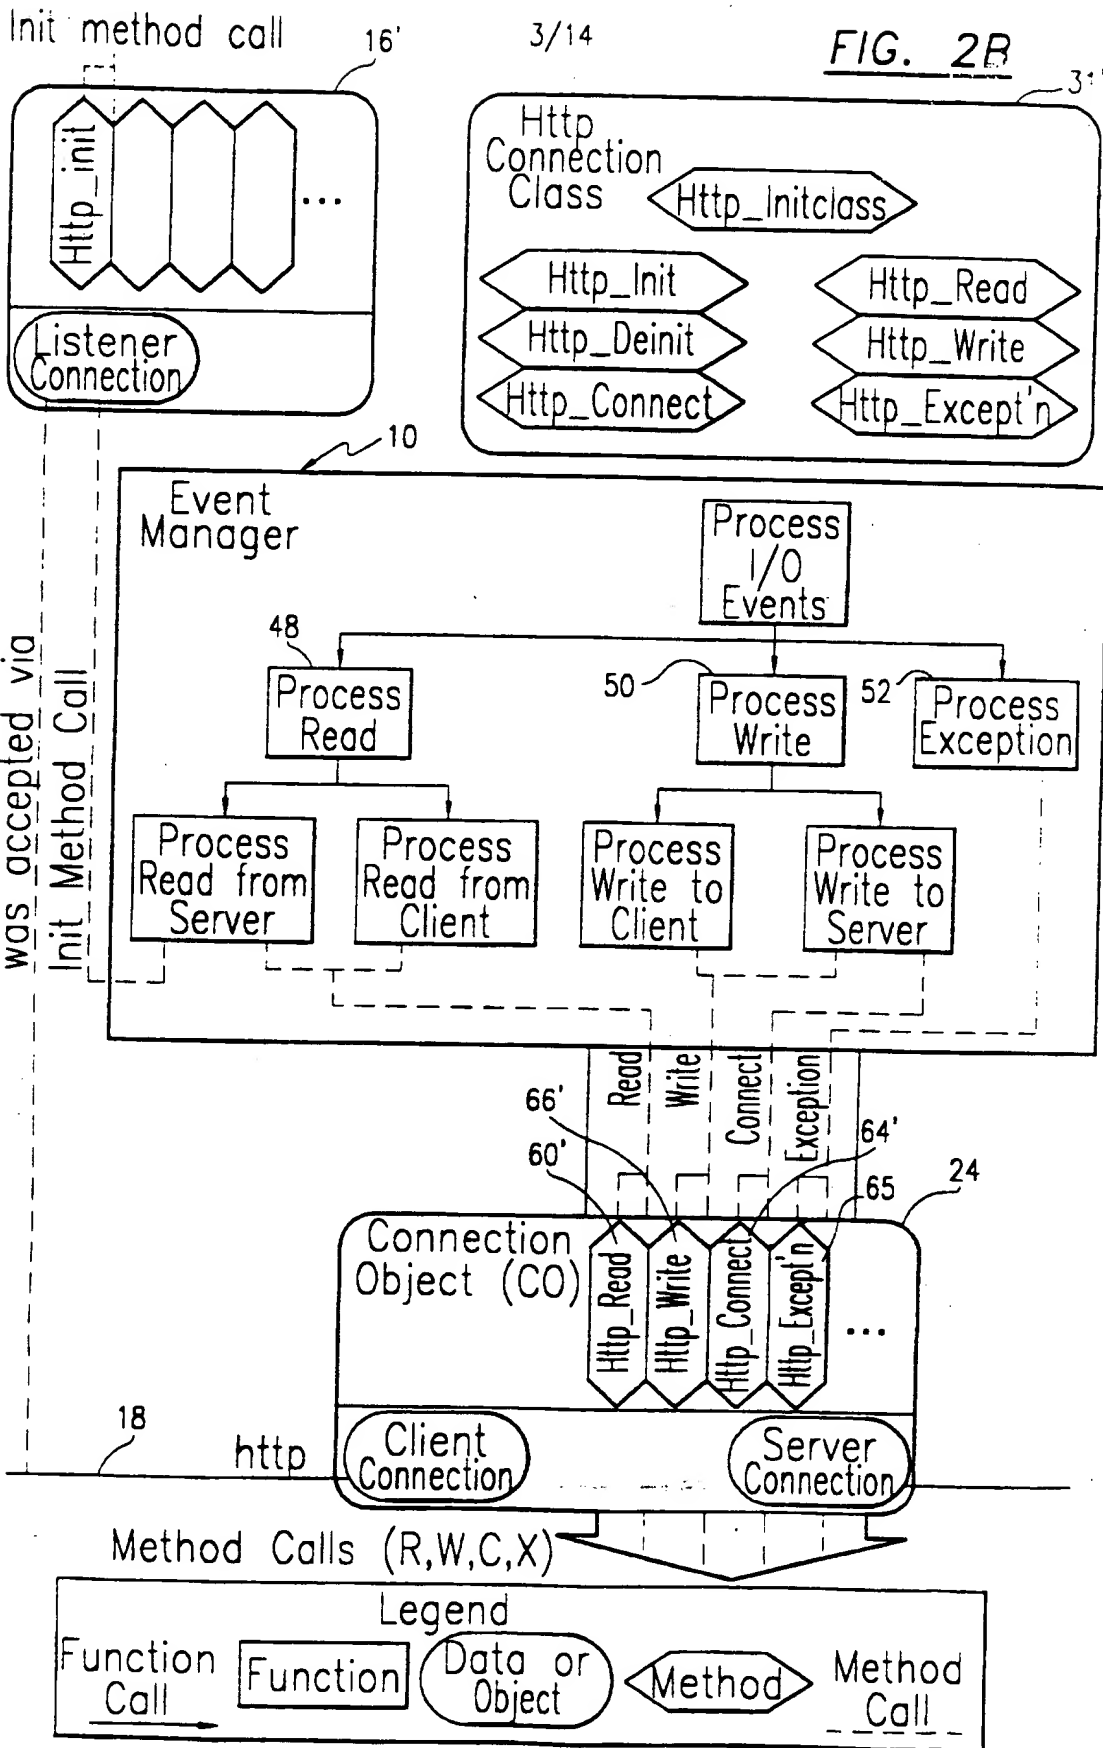 Init method call
16'
3/14
FIG. 2B
31'
Http_init
...
Listener
Connection
Http
Connection
Class
Http_Initclass
Http_Init
Http_Deinit
Http_Connect
Http_Read
Http_Write
Http_Except'n
10
Event
Manager
Process
I/O
Events
48
Process
Read
50
Process
Write
52
Process
Exception
Process
Read from
Server
Process
Read from
Client
Process
Write to
Client
Process
Write to
Server
was accepted via
Init Method Call
Read
Write
Connect
Exception
66'
60'
64'
65
24
Connection
Object (CO)
Http_Read
Http_Write
Http_Connect
Http_Except'n
...
18
http
Client
Connection
Server
Connection
Method Calls (R,W,C,X)
Legend
Function
Call
Function
Data or
Object
Method
Method
Call